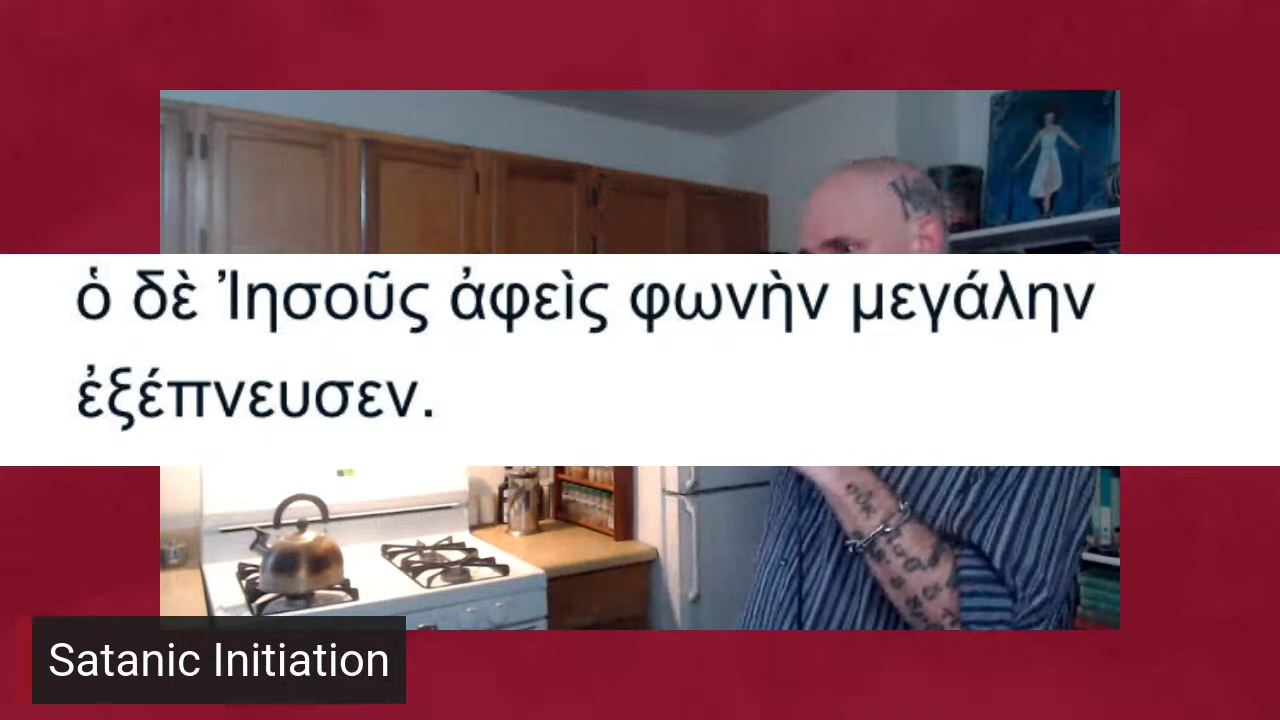 ὁ δὲ Ἰησοῦς ἀφεὶς φωνὴν μεγάλην
ἐξέπνευσεν.
Satanic Initiation